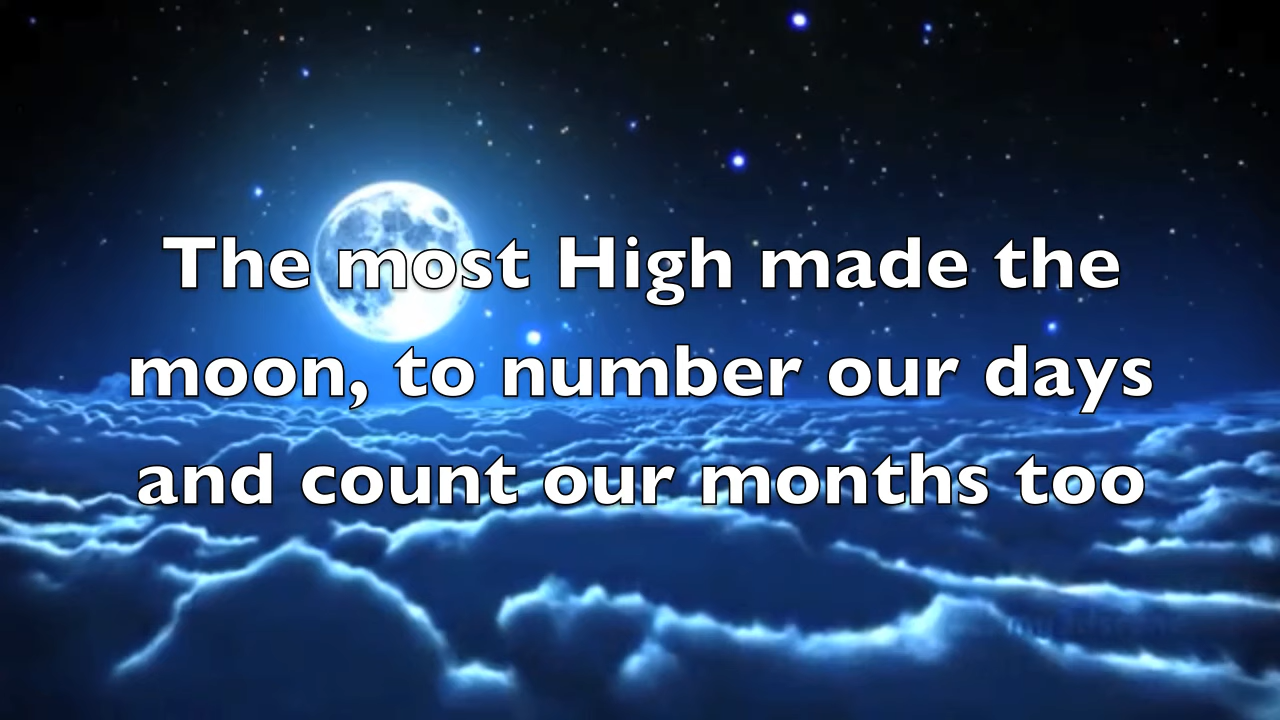 The most High made the
moon, to number our days
and count our months too